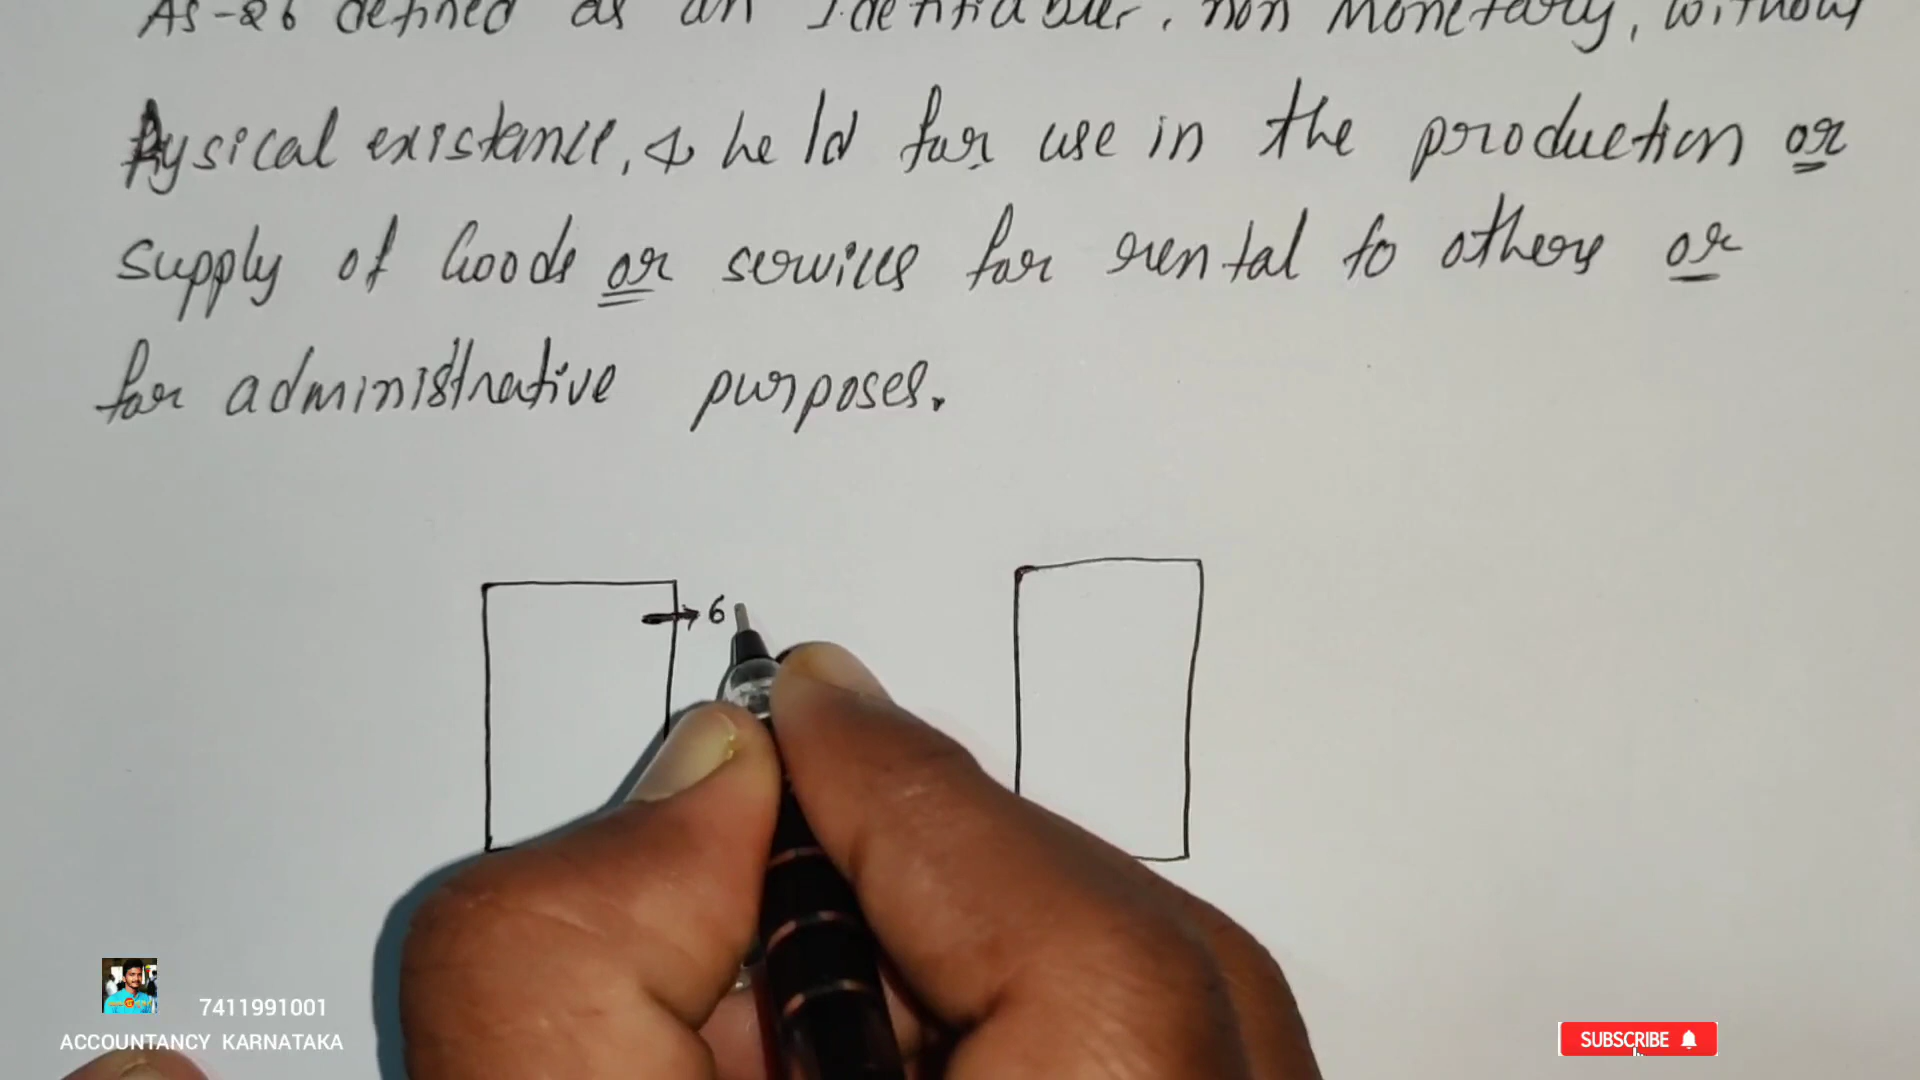 AS-26 defined as an Identifiable, non Monetary, without
Pysical existance, & held for use in the production or
supply of Goods or services for rental to others or
for administrative purposes.
6
7411991001
ACCOUNTANCY KARNATAKA
SUBSCRIBE